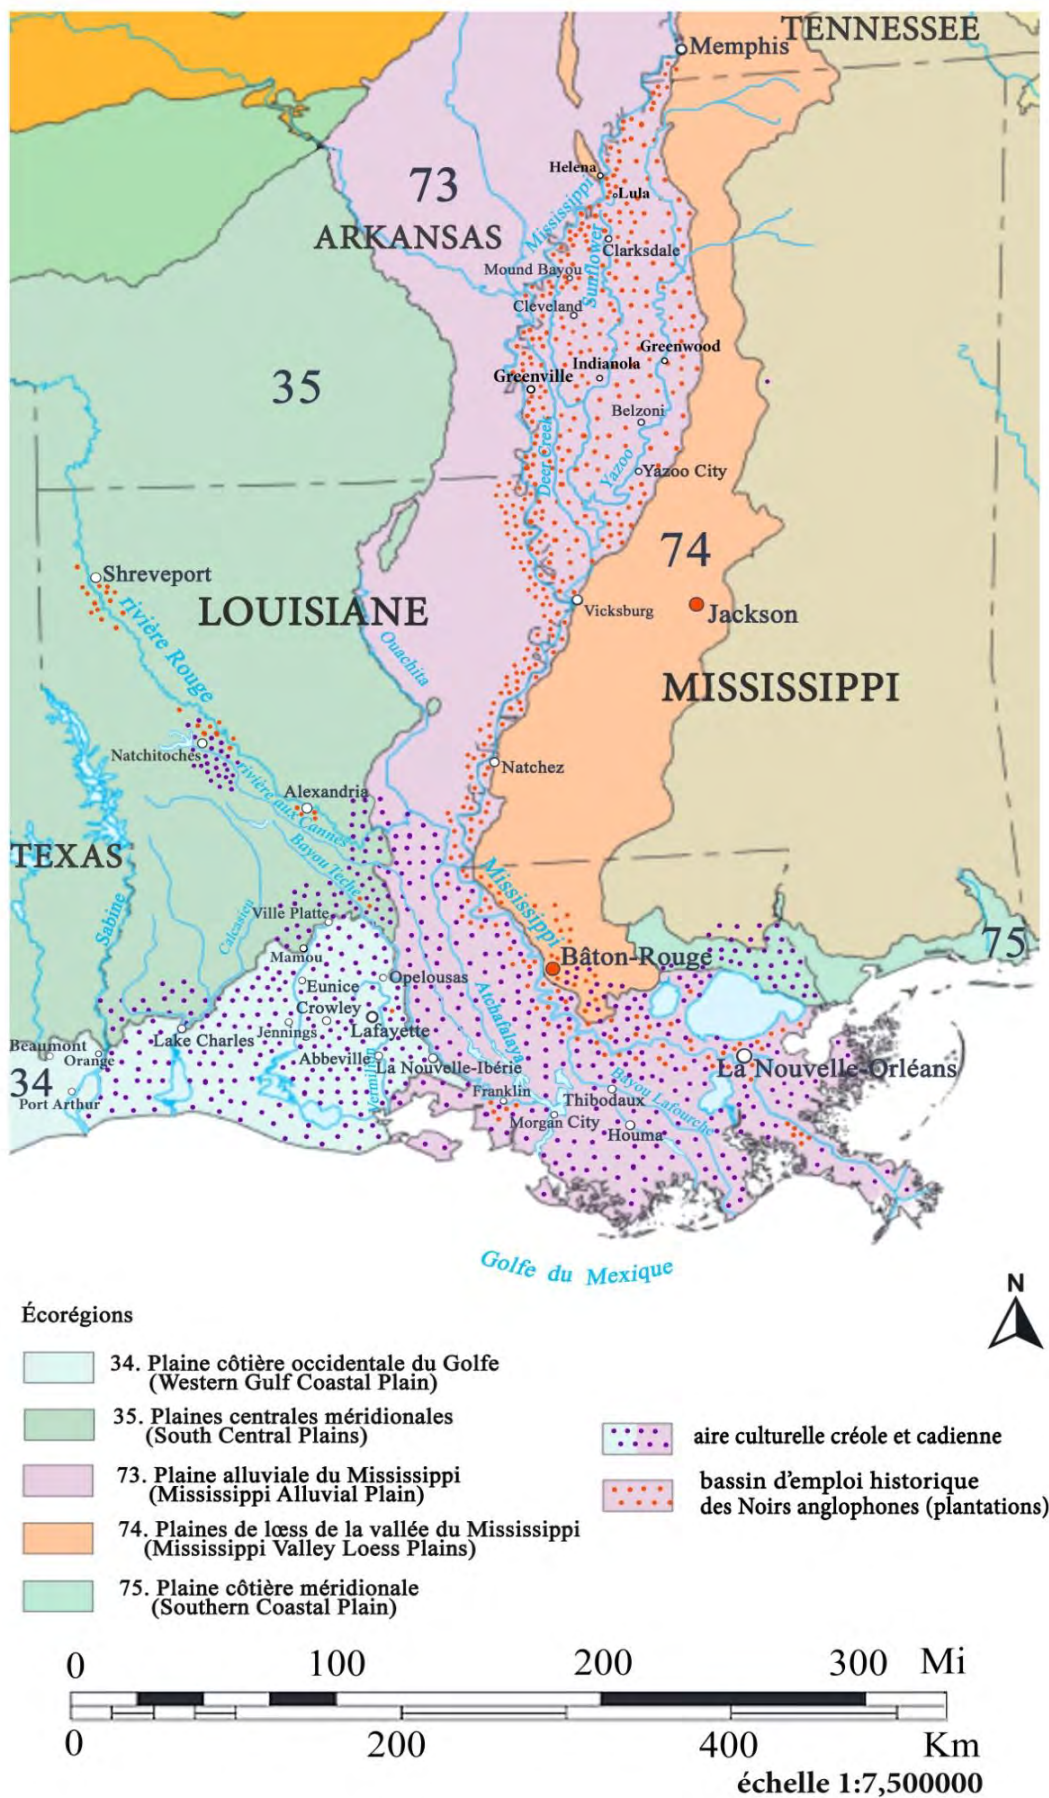 TENNESSEE
Memphis
73
ARKANSAS
Helena
Lula
Mississippi
Sunflower
Clarksdale
Mound Bayou
Cleveland
Greenwood
Indianola
Greenville
35
Belzoni
Deer Creek
Yazoo
Yazoo City
74
Shreveport
LOUISIANE
rivière Rouge
Vicksburg
Jackson
Ouachita
MISSISSIPPI
Natchitoches
Natchez
rivière aux Cannes
Alexandria
TEXAS
Bayou Teche
Mississippi
Sabine
Calcasieu
Ville Platte
Mamou
Bâton-Rouge
75
Opelousas
Eunice
Atchafalaya
Crowley
Jennings
Lafayette
Lake Charles
Beaumont
Orange
Abbeville
La Nouvelle-Ibérie
La Nouvelle-Orléans
34
Vermilion
Port Arthur
Franklin
Thibodaux
Bayou Lafourche
Morgan City
Houma
Golfe du Mexique
N
Écorégions
34. Plaine côtière occidentale du Golfe
(Western Gulf Coastal Plain)
35. Plaines centrales méridionales
(South Central Plains)
73. Plaine alluviale du Mississippi
(Mississippi Alluvial Plain)
74. Plaines de lœss de la vallée du Mississippi
(Mississippi Valley Loess Plains)
75. Plaine côtière méridionale
(Southern Coastal Plain)
aire culturelle créole et cadienne
bassin d'emploi historique
des Noirs anglophones (plantations)
0 100 200 300 Mi
0 200 400 Km
échelle 1:7,500000